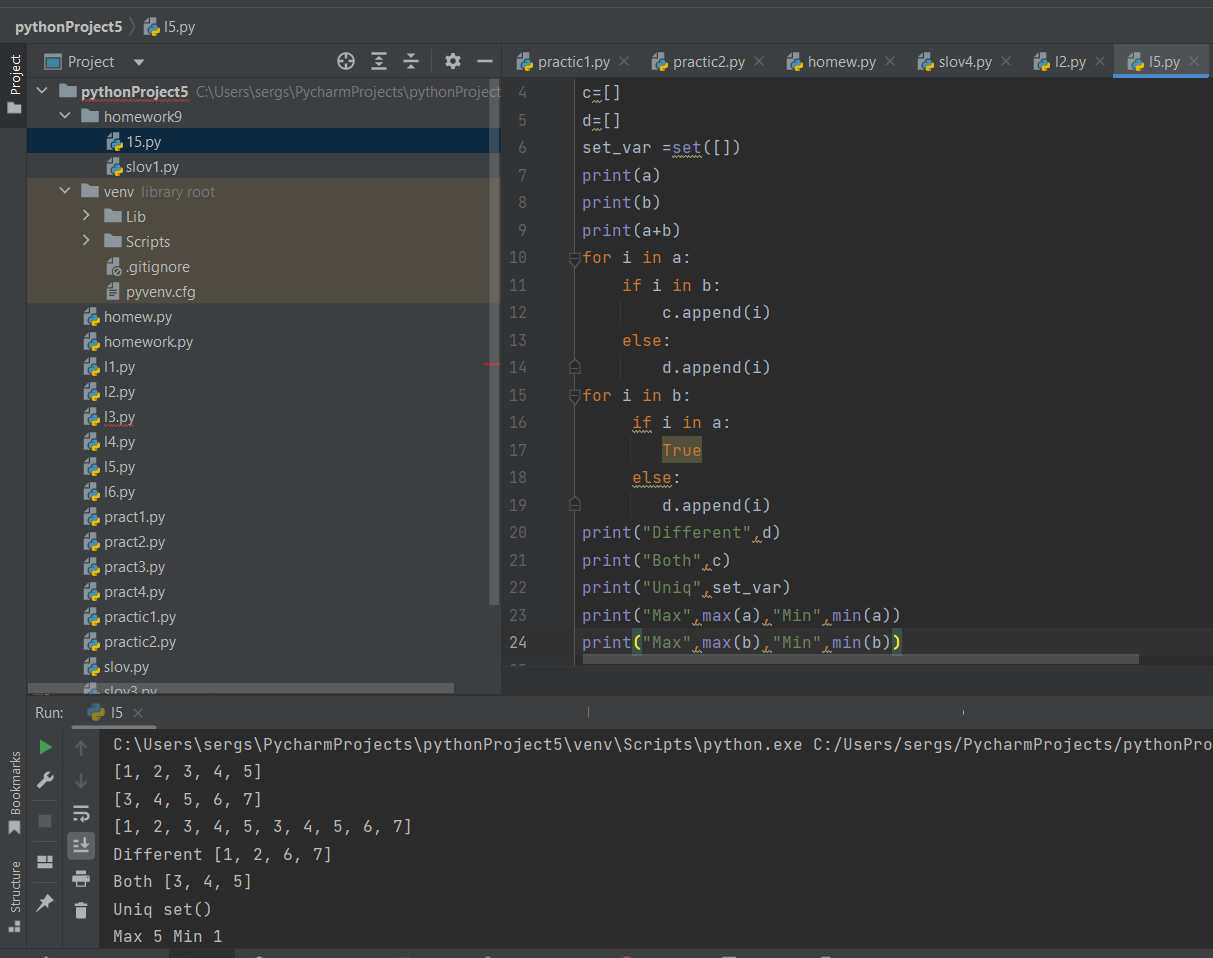 pythonProject5 l5.py
Project
Project
practic1.py practic2.py homew.py slov4.py l2.py l5.py
pythonProject5 C:\Users\sergs\PycharmProjects\pythonProject
homework9
15.py
slov1.py
venv library root
Lib
Scripts
.gitignore
pyvenv.cfg
homew.py
homework.py
l1.py
l2.py
l3.py
l4.py
l5.py
l6.py
pract1.py
pract2.py
pract3.py
pract4.py
practic1.py
practic2.py
slov.py
slov3.py
4 c=[]
5 d=[]
6 set_var =set([])
7 print(a)
8 print(b)
9 print(a+b)
10 for i in a:
11 if i in b:
12 c.append(i)
13 else:
14 d.append(i)
15 for i in b:
16 if i in a:
17 True
18 else:
19 d.append(i)
20 print("Different",d)
21 print("Both",c)
22 print("Uniq",set_var)
23 print("Max",max(a),"Min",min(a))
24 print("Max",max(b),"Min",min(b))
Run: l5
C:\Users\sergs\PycharmProjects\pythonProject5\venv\Scripts\python.exe C:/Users/sergs/PycharmProjects/pythonPro
[1, 2, 3, 4, 5]
[3, 4, 5, 6, 7]
[1, 2, 3, 4, 5, 3, 4, 5, 6, 7]
Different [1, 2, 6, 7]
Both [3, 4, 5]
Uniq set()
Max 5 Min 1
Bookmarks
Structure